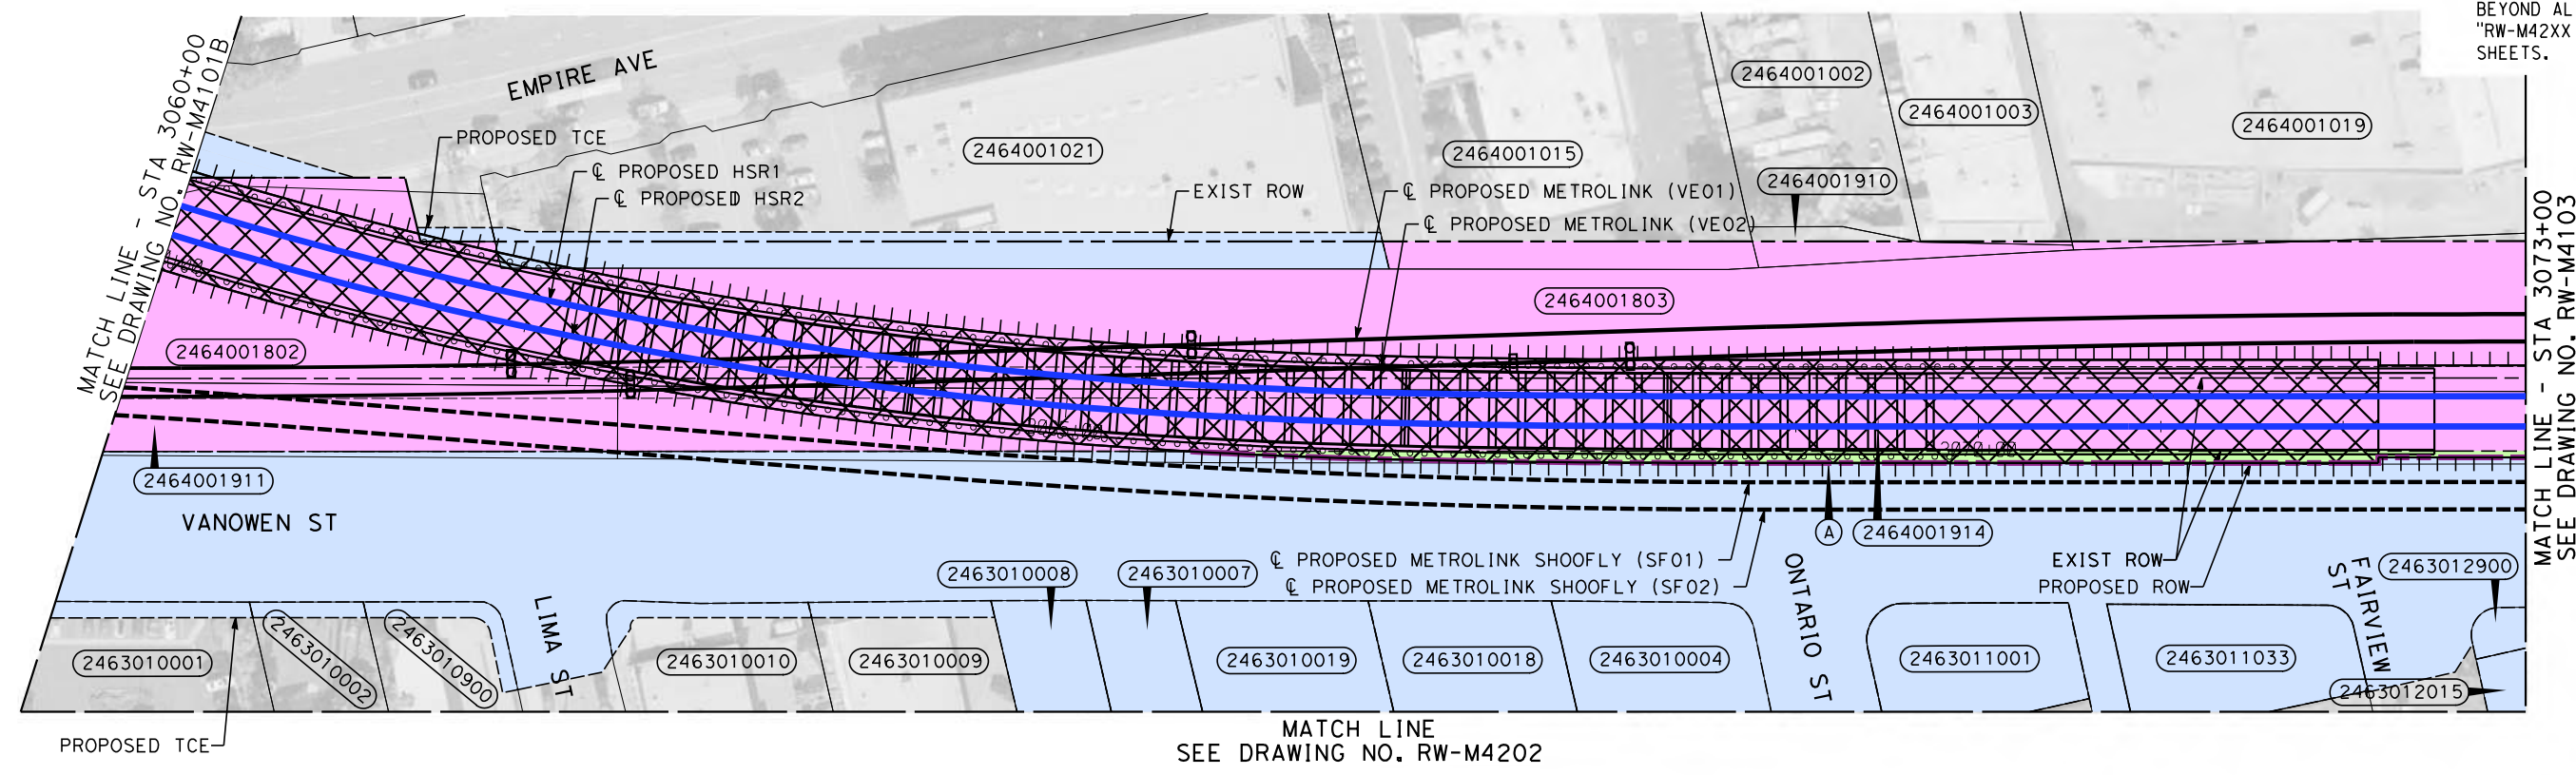 BEYOND AL
"RW-M42XX
SHEETS.
MATCH LINE - STA 3060+00
SEE DRAWING NO. RW-M4101B
EMPIRE AVE
PROPOSED TCE
℄ PROPOSED HSR1
℄ PROPOSED HSR2
2464001021
EXIST ROW
2464001015
℄ PROPOSED METROLINK (VE01)
℄ PROPOSED METROLINK (VE02)
2464001002
2464001003
2464001910
2464001019
2464001803
2464001802
2464001911
VANOWEN ST
MATCH LINE - STA 3073+00
SEE DRAWING NO. RW-M4103
2070+00
A
2464001914
℄ PROPOSED METROLINK SHOOFLY (SF01)
℄ PROPOSED METROLINK SHOOFLY (SF02)
EXIST ROW
PROPOSED ROW
2463010008
2463010007
2463012900
LIMA ST
ONTARIO ST
FAIRVIEW
ST
2463010001
2463010002
2463010900
2463010010
2463010009
2463010019
2463010018
2463010004
2463011001
2463011033
2463012015
PROPOSED TCE
MATCH LINE
SEE DRAWING NO. RW-M4202